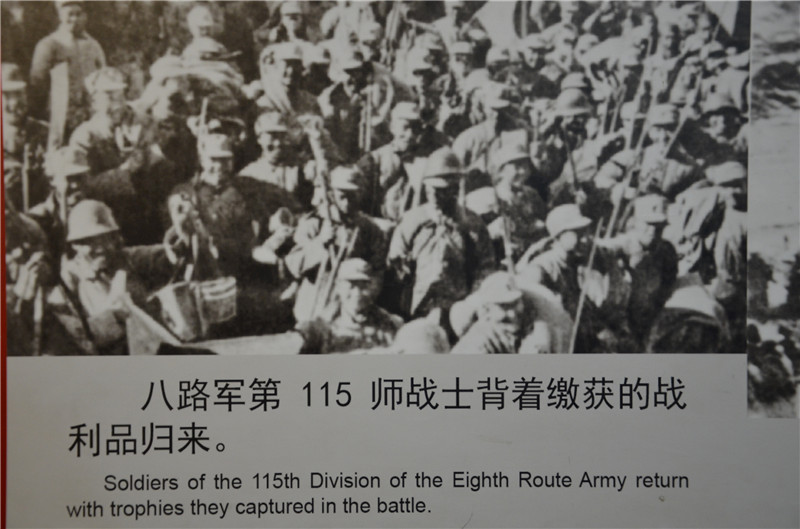 八路军第 115 师战士背着缴获的战
利品归来。
Soldiers of the 115th Division of the Eighth Route Army return
with trophies they captured in the battle.